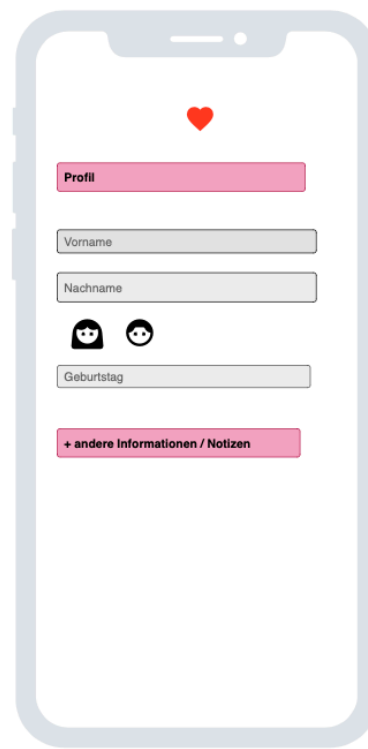 Profil
Vorname
Nachname
Geburtstag
+ andere Informationen / Notizen